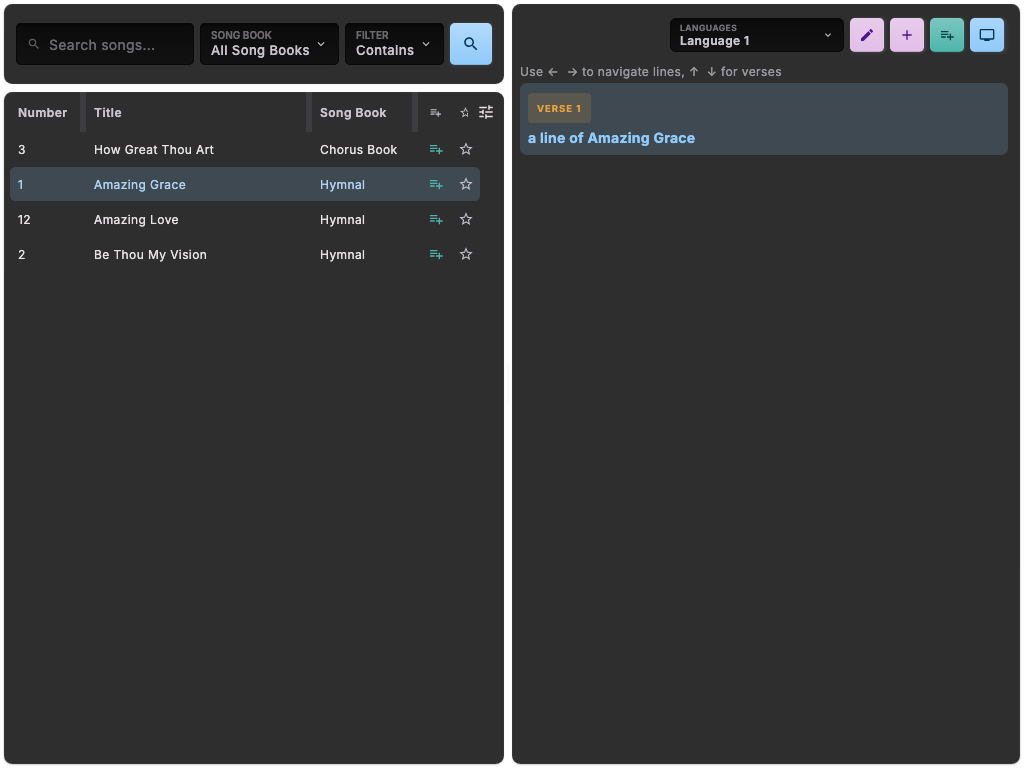 Search songs...
SONG BOOK
All Song Books
FILTER
Contains
Number Title Song Book
3 How Great Thou Art Chorus Book
1 Amazing Grace Hymnal
12 Amazing Love Hymnal
2 Be Thou My Vision Hymnal
LANGUAGES
Language 1
Use ← → to navigate lines, ↑ ↓ for verses
VERSE 1
a line of Amazing Grace